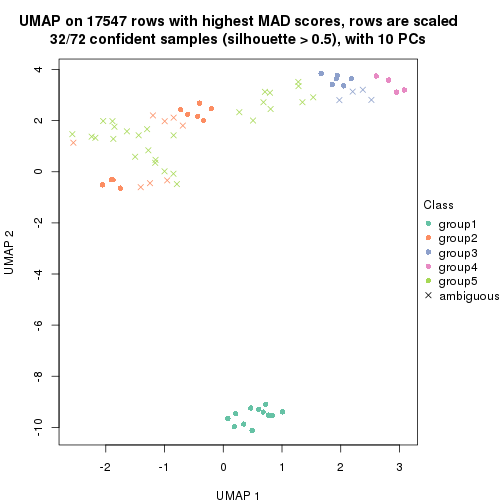 UMAP on 17547 rows with highest MAD scores, rows are scaled
32/72 confident samples (silhouette > 0.5), with 10 PCs
4
2
0
-2
-4
-6
-8
-10
UMAP 2
-2
-1
0
1
2
3
UMAP 1
Class
group1
group2
group3
group4
group5
ambiguous